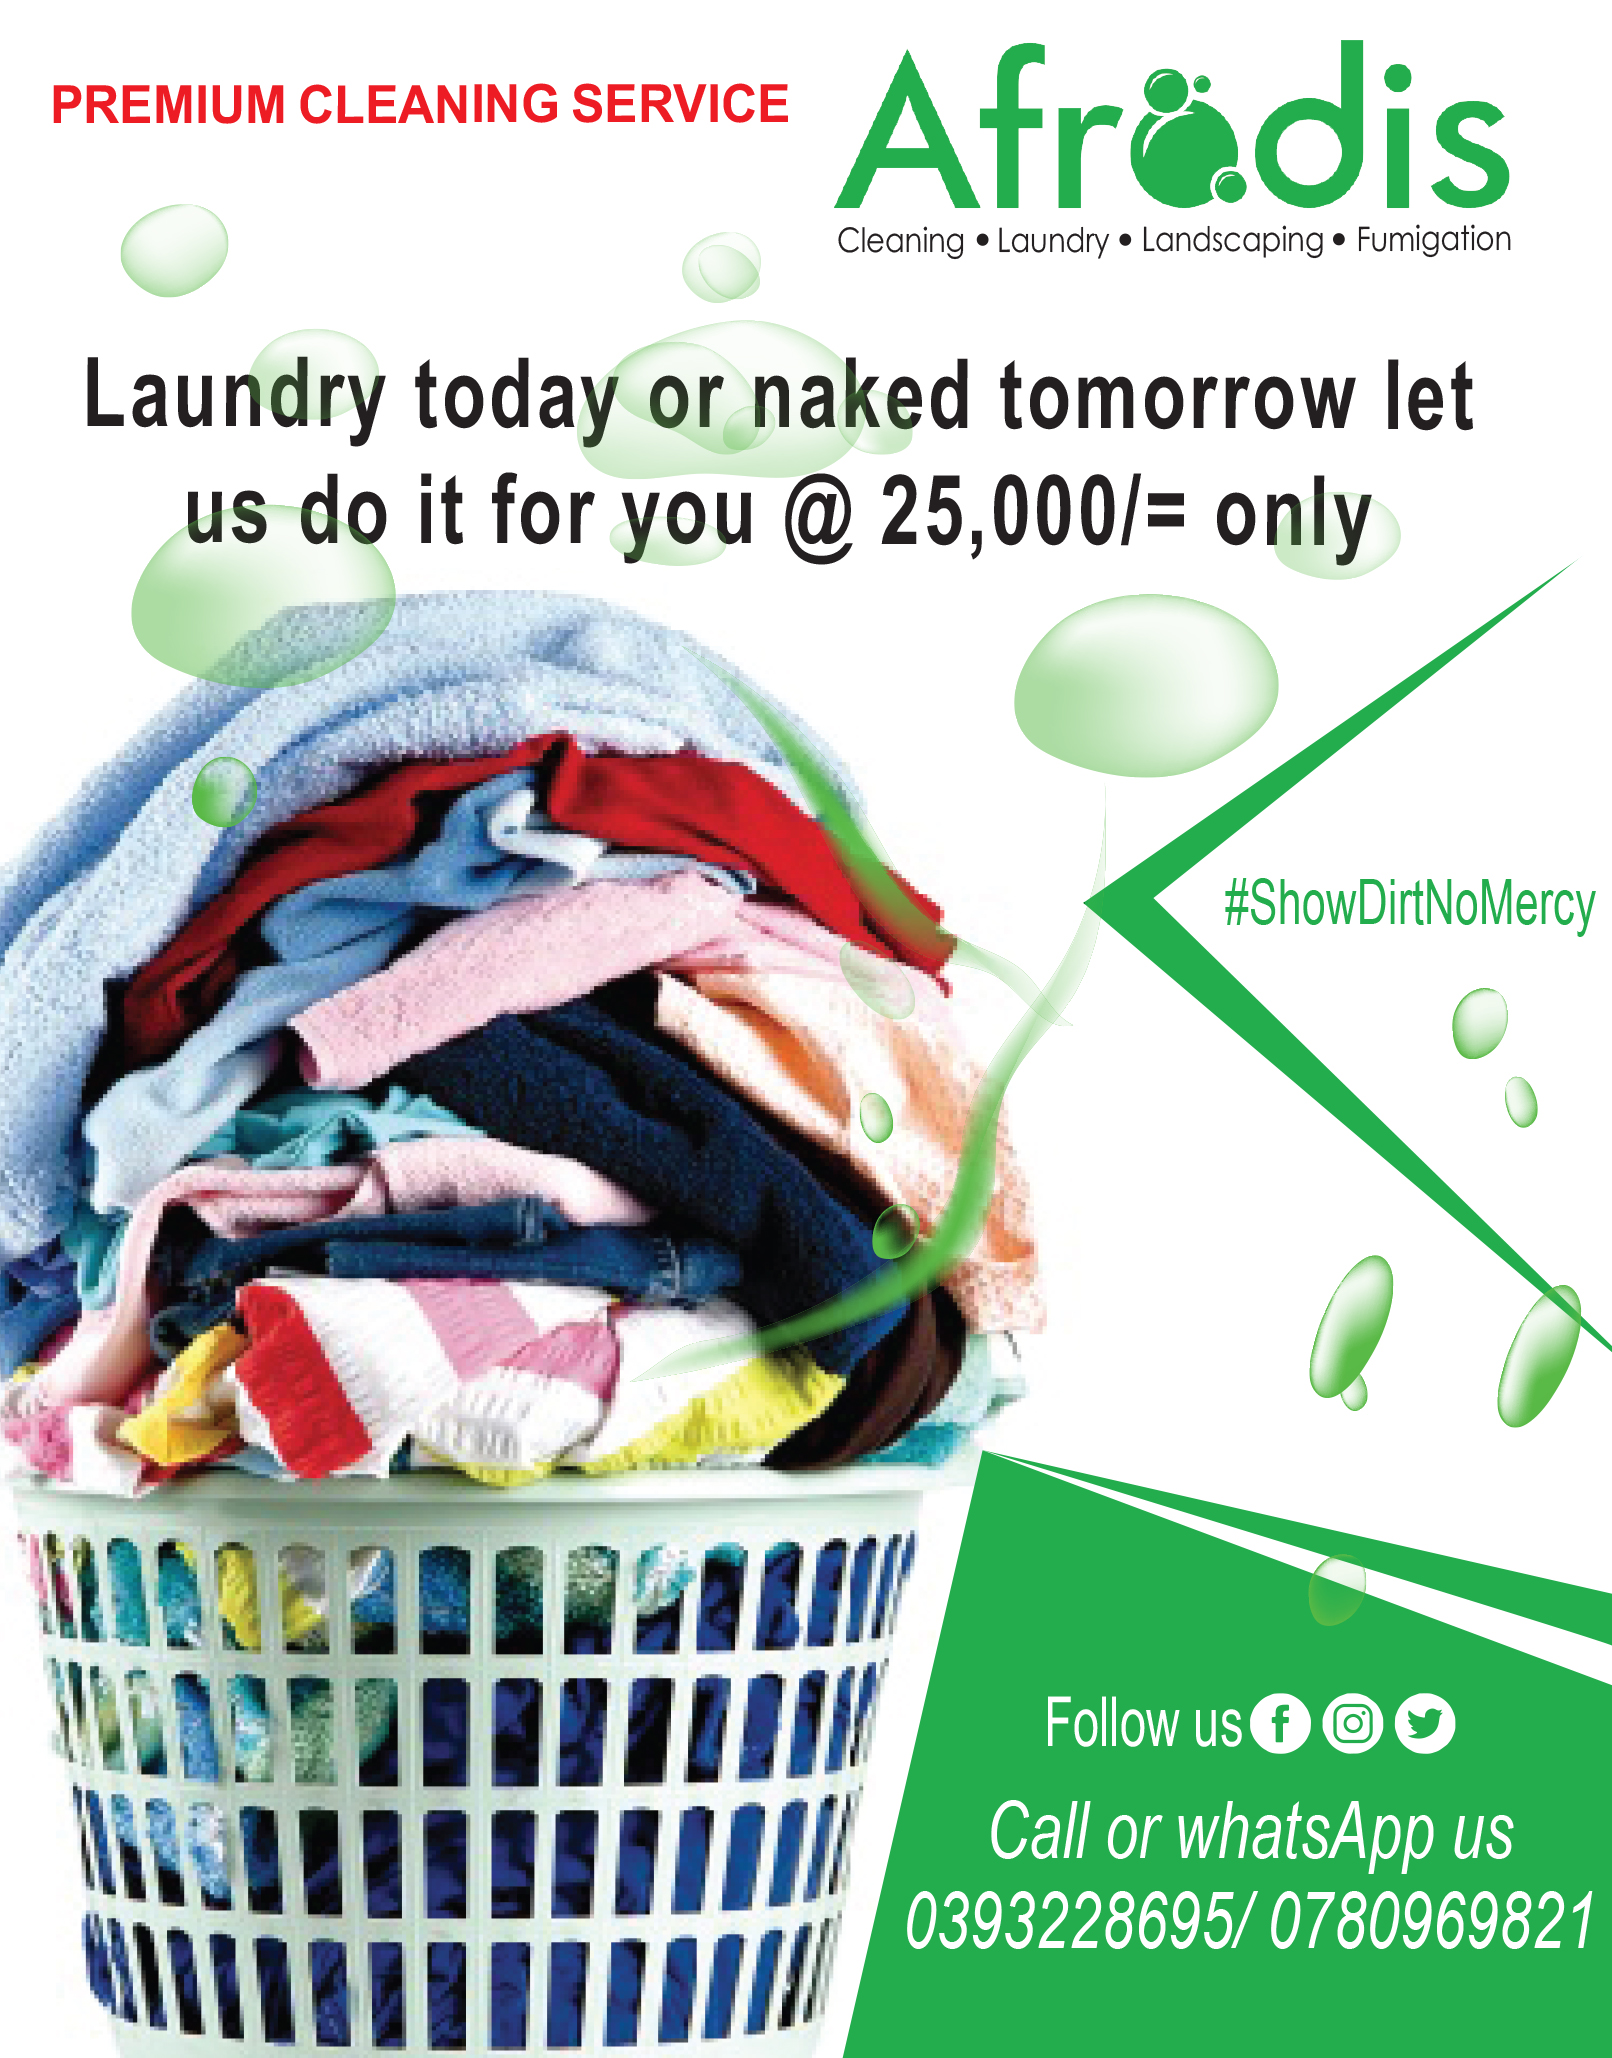 PREMIUM CLEANING SERVICE
Afrodis
Cleaning • Laundry • Landscaping • Fumigation
Laundry today or naked tomorrow let
us do it for you @ 25,000/= only
#ShowDirtNoMercy
Follow us
Call or whatsApp us
0393228695/ 0780969821